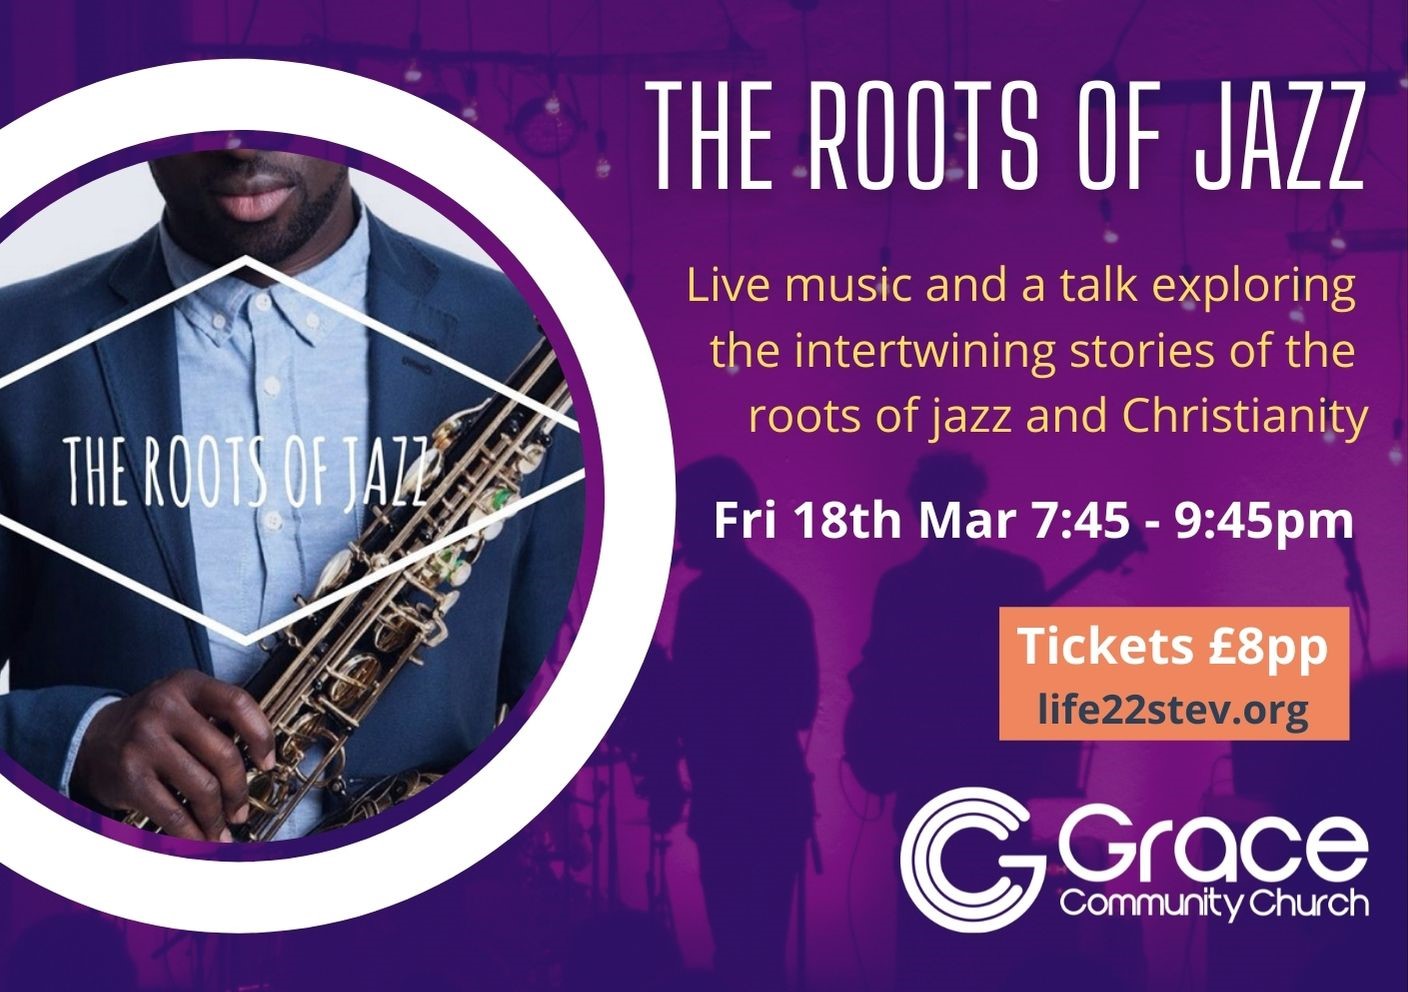 THE ROOTS OF JAZZ
Live music and a talk exploring
the intertwining stories of the
roots of jazz and Christianity
Fri 18th Mar 7:45 - 9:45pm
Tickets £8pp
life22stev.org
Grace
Community Church
THE ROOTS OF JAZZ